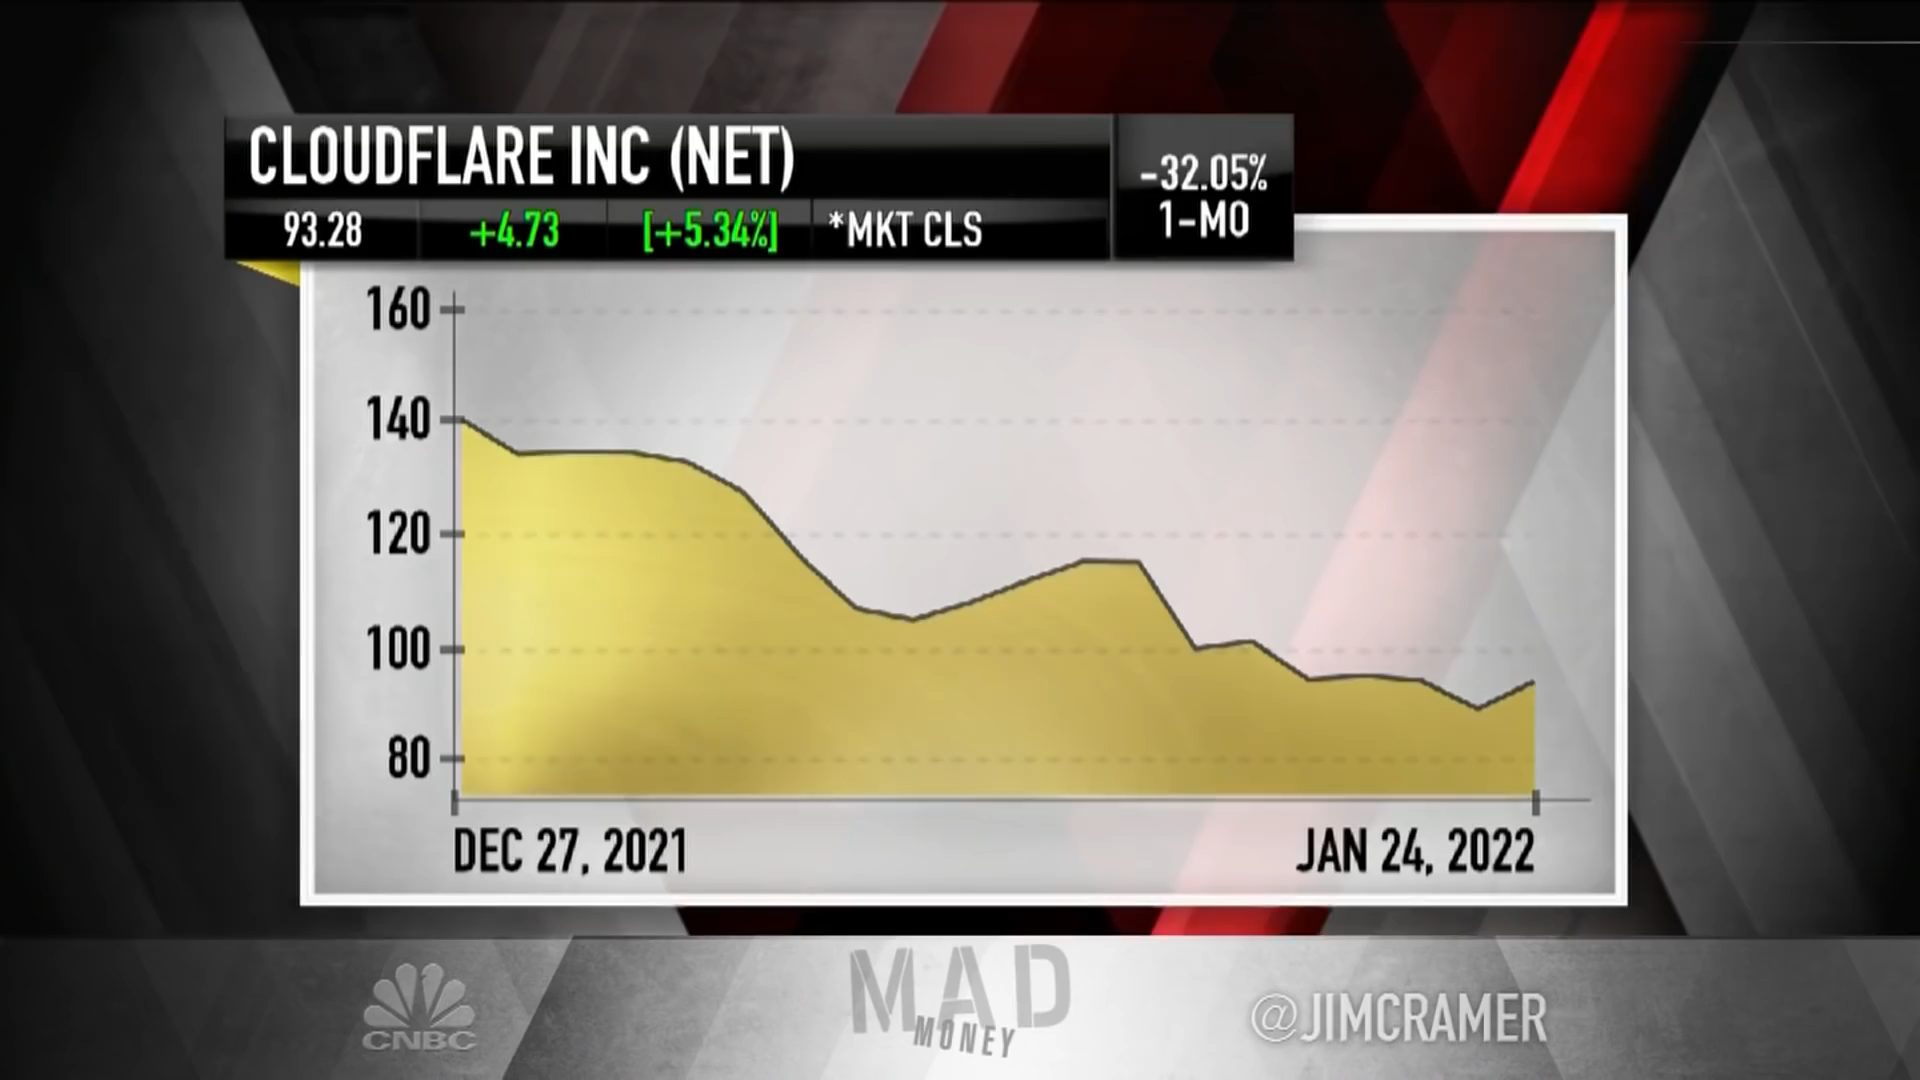 CLOUDFLARE INC (NET)
93.28 +4.73 [+5.34%] *MKT CLS
-32.05%
1-MO
160
140
120
100
80
DEC 27, 2021 JAN 24, 2022
CNBC
MAD
MONEY
@JIMCRAMER